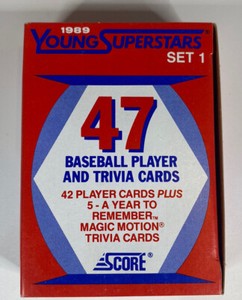 1989
YOUNG SUPERSTARS
SET 1
47
BASEBALL PLAYER
AND TRIVIA CARDS
42 PLAYER CARDS PLUS
5 - A YEAR TO
REMEMBER™
MAGIC MOTION®
TRIVIA CARDS
SCORE®